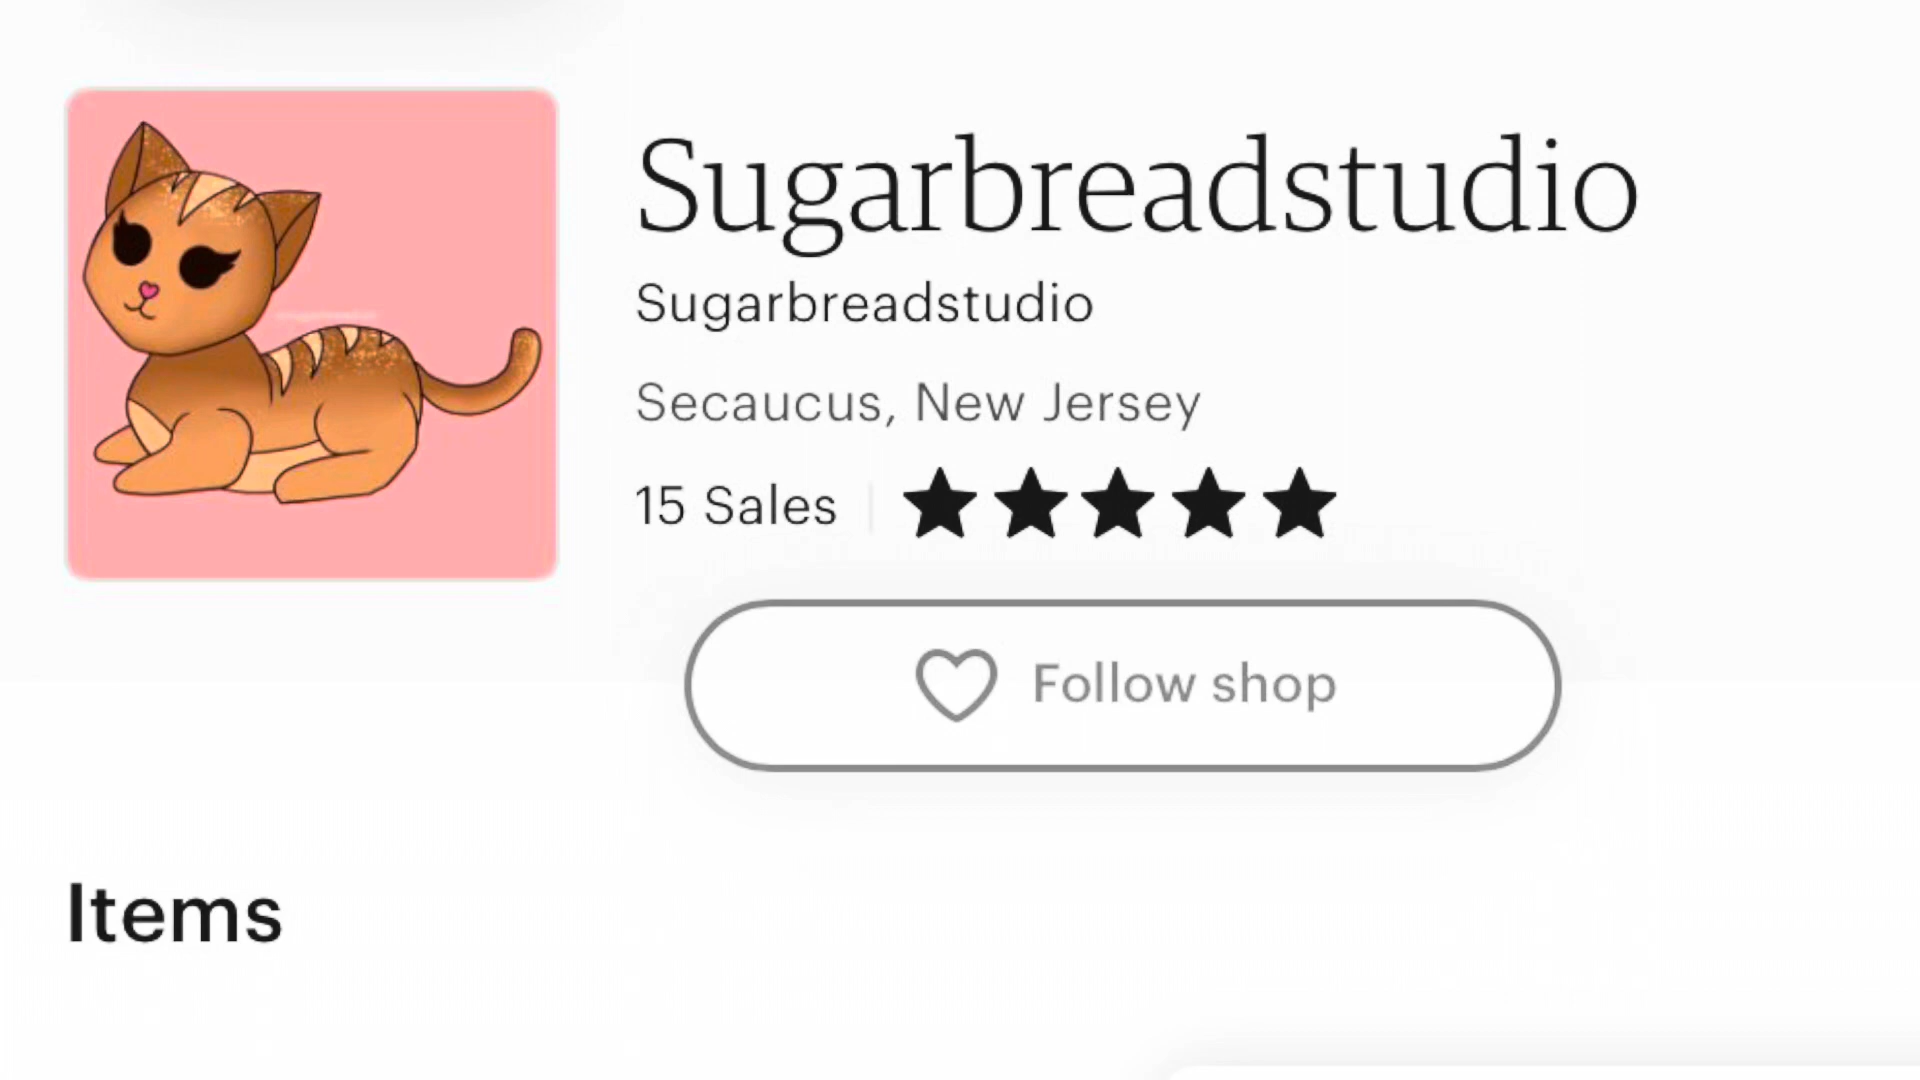 Sugarbreadstudio
Sugarbreadstudio
Secaucus, New Jersey
15 Sales
Follow shop
Items